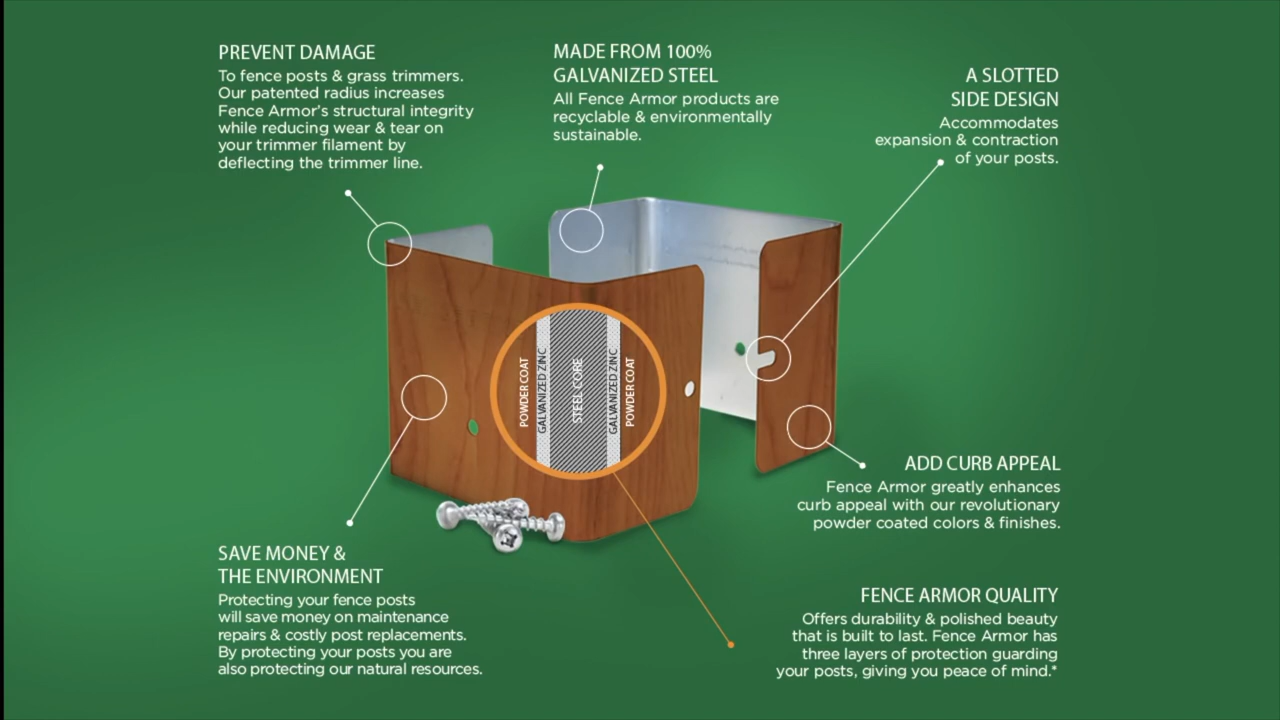 PREVENT DAMAGE
To fence posts & grass trimmers.
Our patented radius increases
Fence Armor's structural integrity
while reducing wear & tear on
your trimmer filament by
deflecting the trimmer line.
MADE FROM 100%
GALVANIZED STEEL
All Fence Armor products are
recyclable & environmentally
sustainable.
A SLOTTED
SIDE DESIGN
Accommodates
expansion & contraction
of your posts.
POWDER COAT
GALVANIZED ZINC
STEEL CORE
GALVANIZED ZINC
POWDER COAT
ADD CURB APPEAL
Fence Armor greatly enhances
curb appeal with our revolutionary
powder coated colors & finishes.
SAVE MONEY &
THE ENVIRONMENT
Protecting your fence posts
will save money on maintenance
repairs & costly post replacements.
By protecting your posts you are
also protecting our natural resources.
FENCE ARMOR QUALITY
Offers durability & polished beauty
that is built to last. Fence Armor has
three layers of protection guarding
your posts, giving you peace of mind.*